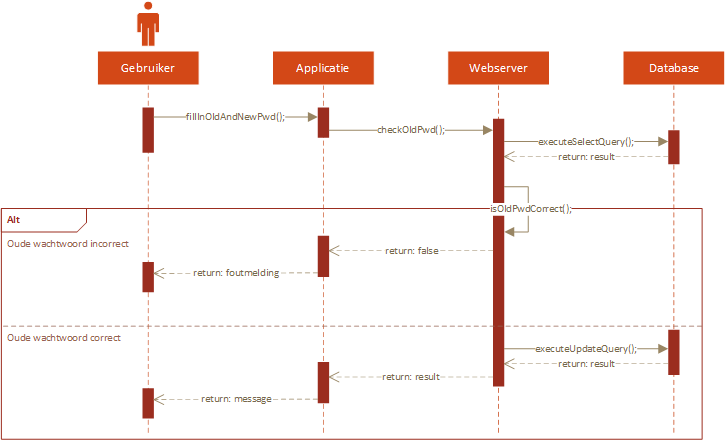 Gebruiker
Applicatie
Webserver
Database
fillInOldAndNewPwd();
checkOldPwd();
executeSelectQuery();
return: result
isOldPwdCorrect();
Alt
Oude wachtwoord incorrect
return: false
return: foutmelding
Oude wachtwoord correct
executeUpdateQuery();
return: result
return: result
return: message